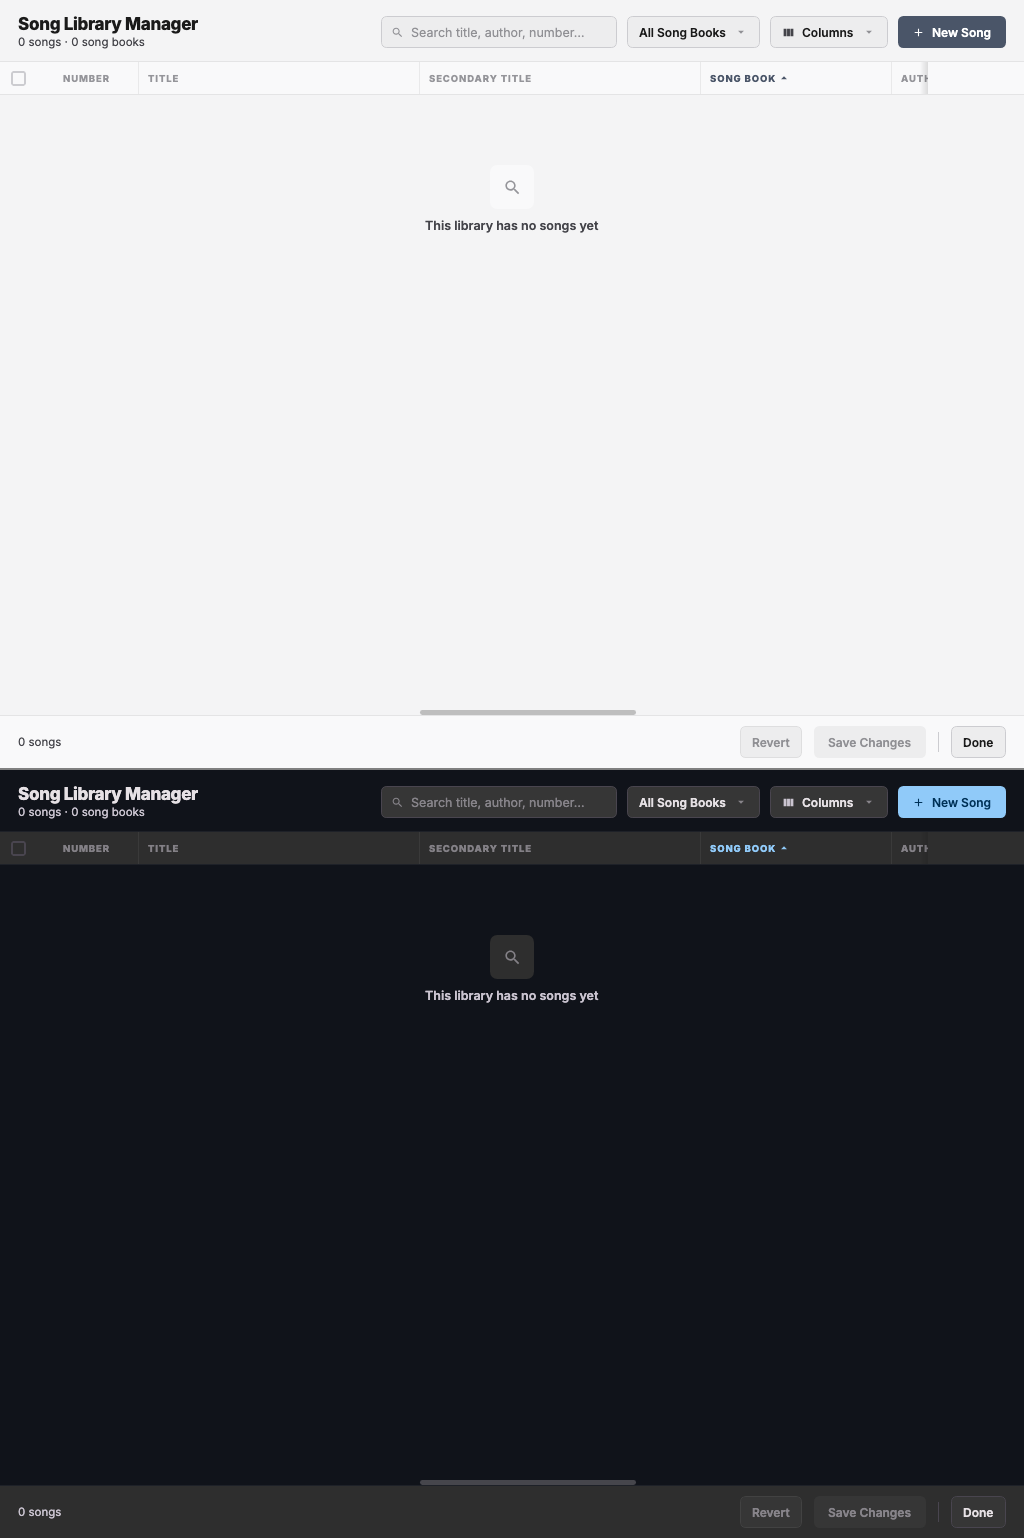 Song Library Manager
0 songs · 0 song books
Search title, author, number...
All Song Books
Columns
+ New Song
NUMBER TITLE SECONDARY TITLE SONG BOOK AUTH
This library has no songs yet
0 songs
Revert
Save Changes
Done
Song Library Manager
0 songs · 0 song books
Search title, author, number...
All Song Books
Columns
+ New Song
NUMBER TITLE SECONDARY TITLE SONG BOOK AUTH
This library has no songs yet
0 songs
Revert
Save Changes
Done